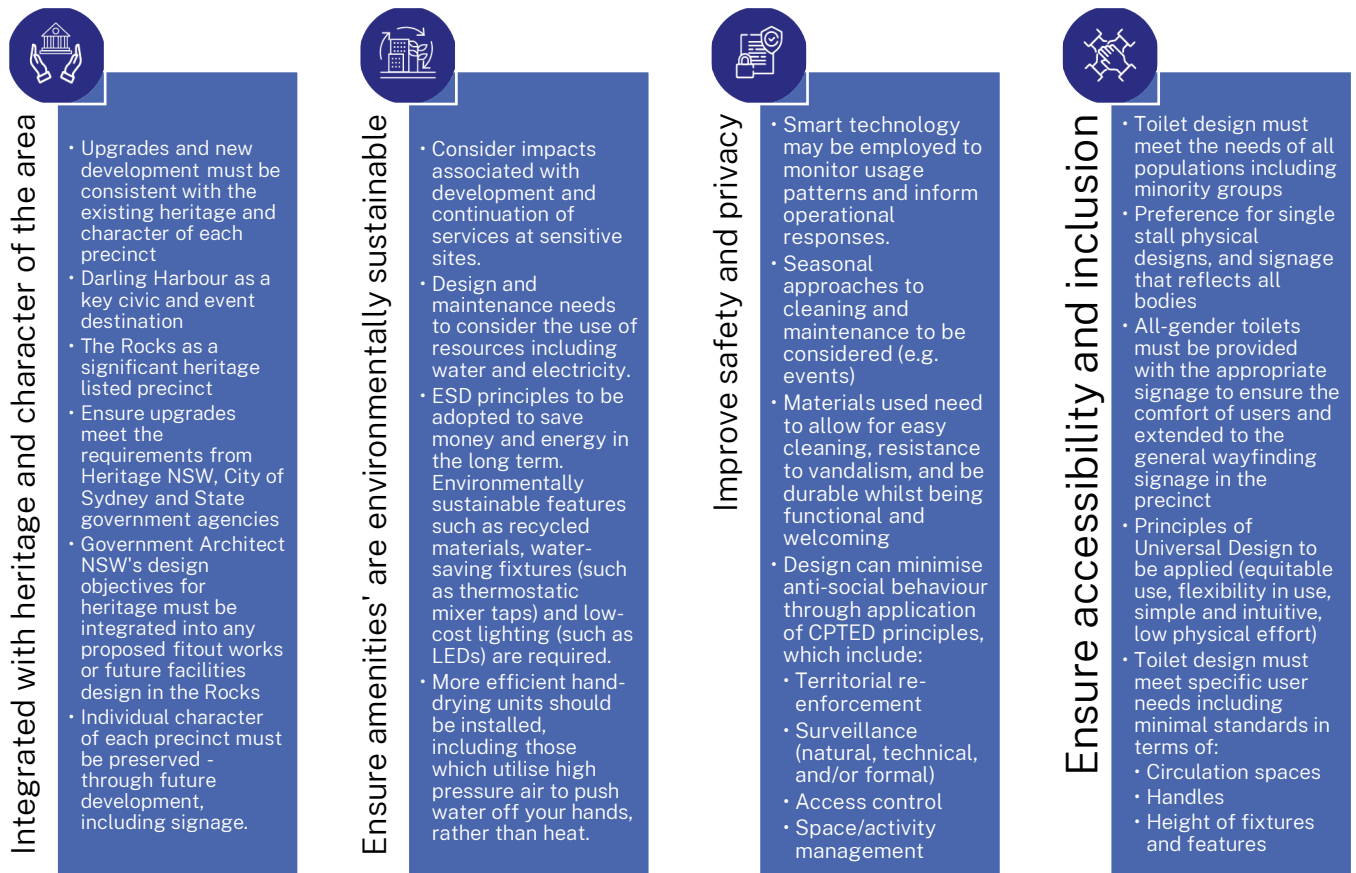 Integrated with heritage and character of the area
• Upgrades and new
development must be
consistent with the
existing heritage and
character of each
precinct
• Darling Harbour as a
key civic and event
destination
• The Rocks as a
significant heritage
listed precinct
• Ensure upgrades
meet the
requirements from
Heritage NSW, City of
Sydney and State
government agencies
• Government Architect
NSW's design
objectives for
heritage must be
integrated into any
proposed fitout works
or future facilities
design in the Rocks
• Individual character
of each precinct must
be preserved -
through future
development,
including signage.
Ensure amenities' are environmentally sustainable
• Consider impacts
associated with
development and
continuation of
services at sensitive
sites.
• Design and
maintenance needs
to consider the use of
resources including
water and electricity.
• ESD principles to be
adopted to save
money and energy in
the long term.
Environmentally
sustainable features
such as recycled
materials, water-
saving fixtures (such
as thermostatic
mixer taps) and low-
cost lighting (such as
LEDs) are required.
• More efficient hand-
drying units should
be installed,
including those
which utilise high
pressure air to push
water off your hands,
rather than heat.
Improve safety and privacy
• Smart technology
may be employed to
monitor usage
patterns and inform
operational
responses.
• Seasonal
approaches to
cleaning and
maintenance to be
considered (e.g.
events)
• Materials used need
to allow for easy
cleaning, resistance
to vandalism, and be
durable whilst being
functional and
welcoming
• Design can minimise
anti-social behaviour
through application
of CPTED principles,
which include:
• Territorial re-
enforcement
• Surveillance
(natural, technical,
and/or formal)
• Access control
• Space/activity
management
Ensure accessibility and inclusion
• Toilet design must
meet the needs of all
populations including
minority groups
• Preference for single
stall physical
designs, and signage
that reflects all
bodies
• All-gender toilets
must be provided
with the appropriate
signage to ensure the
comfort of users and
extended to the
general wayfinding
signage in the
precinct
• Principles of
Universal Design to
be applied (equitable
use, flexibility in use,
simple and intuitive,
low physical effort)
• Toilet design must
meet specific user
needs including
minimal standards in
terms of:
• Circulation spaces
• Handles
• Height of fixtures
and features